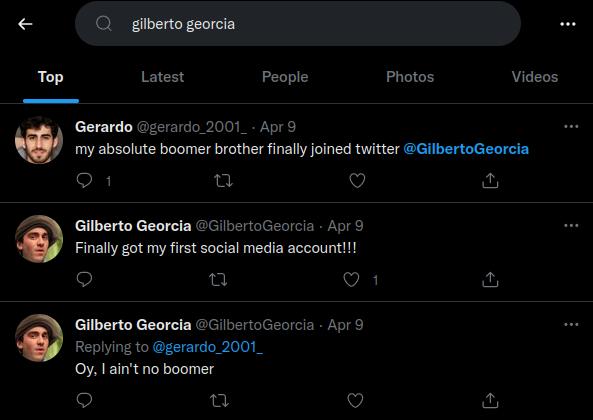 gilberto georcia
Top Latest People Photos Videos
Gerardo @gerardo_2001_ · Apr 9
my absolute boomer brother finally joined twitter @GilbertoGeorcia
1
Gilberto Georcia @GilbertoGeorcia · Apr 9
Finally got my first social media account!!!
1
Gilberto Georcia @GilbertoGeorcia · Apr 9
Replying to @gerardo_2001_
Oy, I ain't no boomer